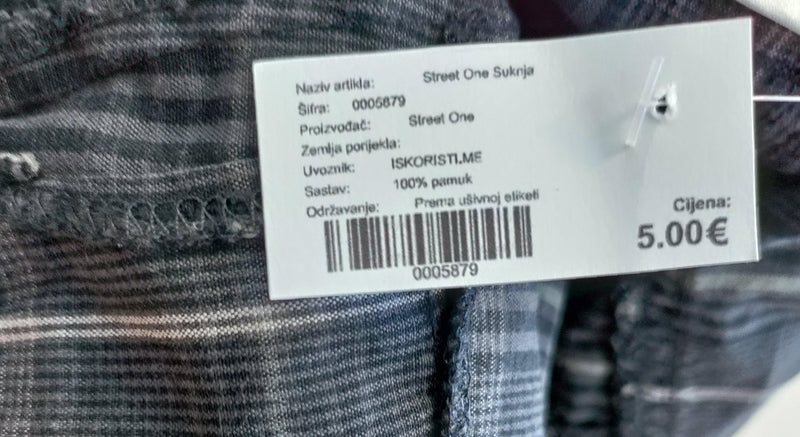 Naziv artikla: Street One Suknja
Šifra: 0005879
Proizvođač: Street One
Zemlja porijekla:
Uvoznik: ISKORISTI.ME
Sastav: 100% pamuk
Održavanje: Prema ušivnoj etiketi
0005879
Cijena:
5.00€